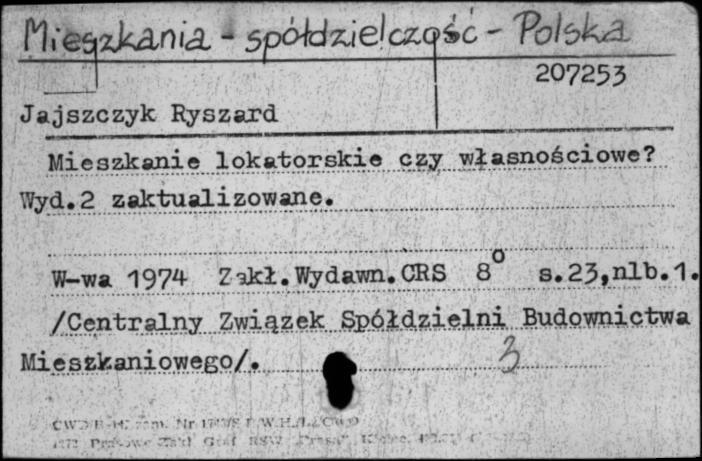 Mieszkania - spółdzielczość - Polska
207253
Jajszczyk Ryszard
Mieszkanie lokatorskie czy własnościowe?
Wyd.2 zaktualizowane.
W-wa 1974 Zakł.Wydawn.CRS 8° s.23,nlb.1.
/Centralny Związek Spółdzielni Budownictwa
Mieszkaniowego/.
3